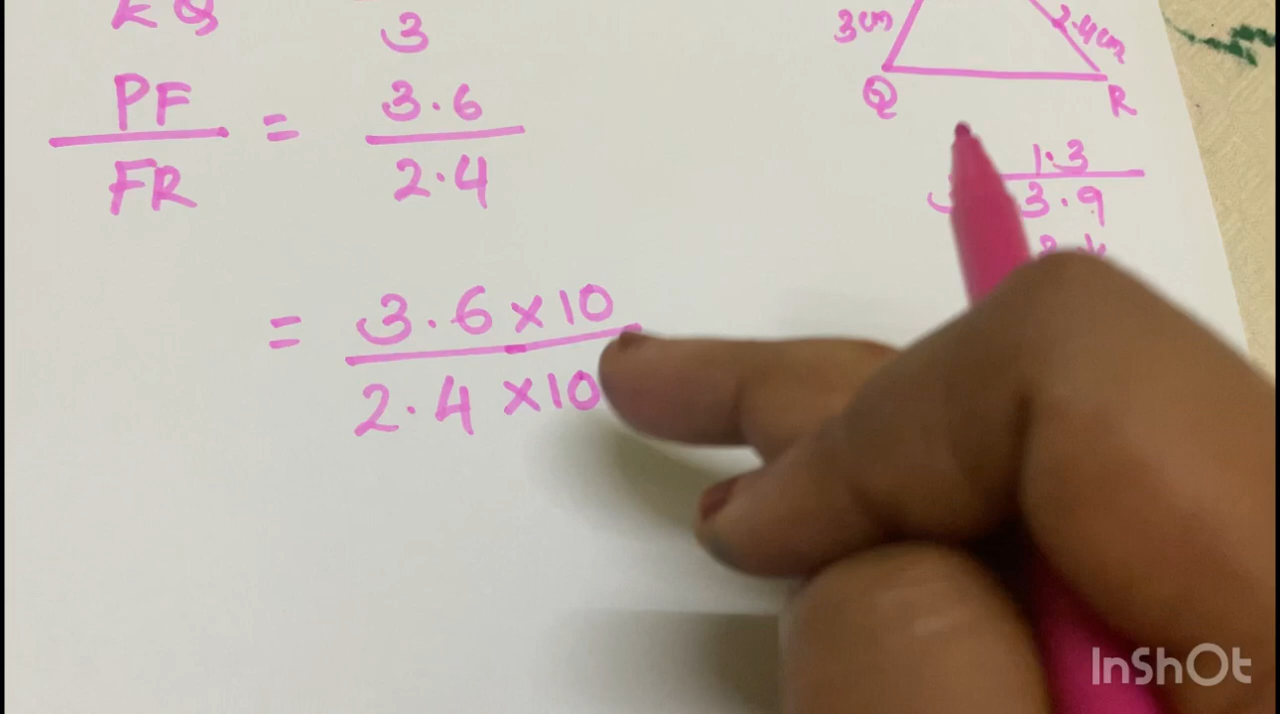 3
3cm
2.4cm
Q
R
PF = 3.6
FR 2.4
1.3
3.9
= 3.6 × 10
2.4 × 10
InShOt